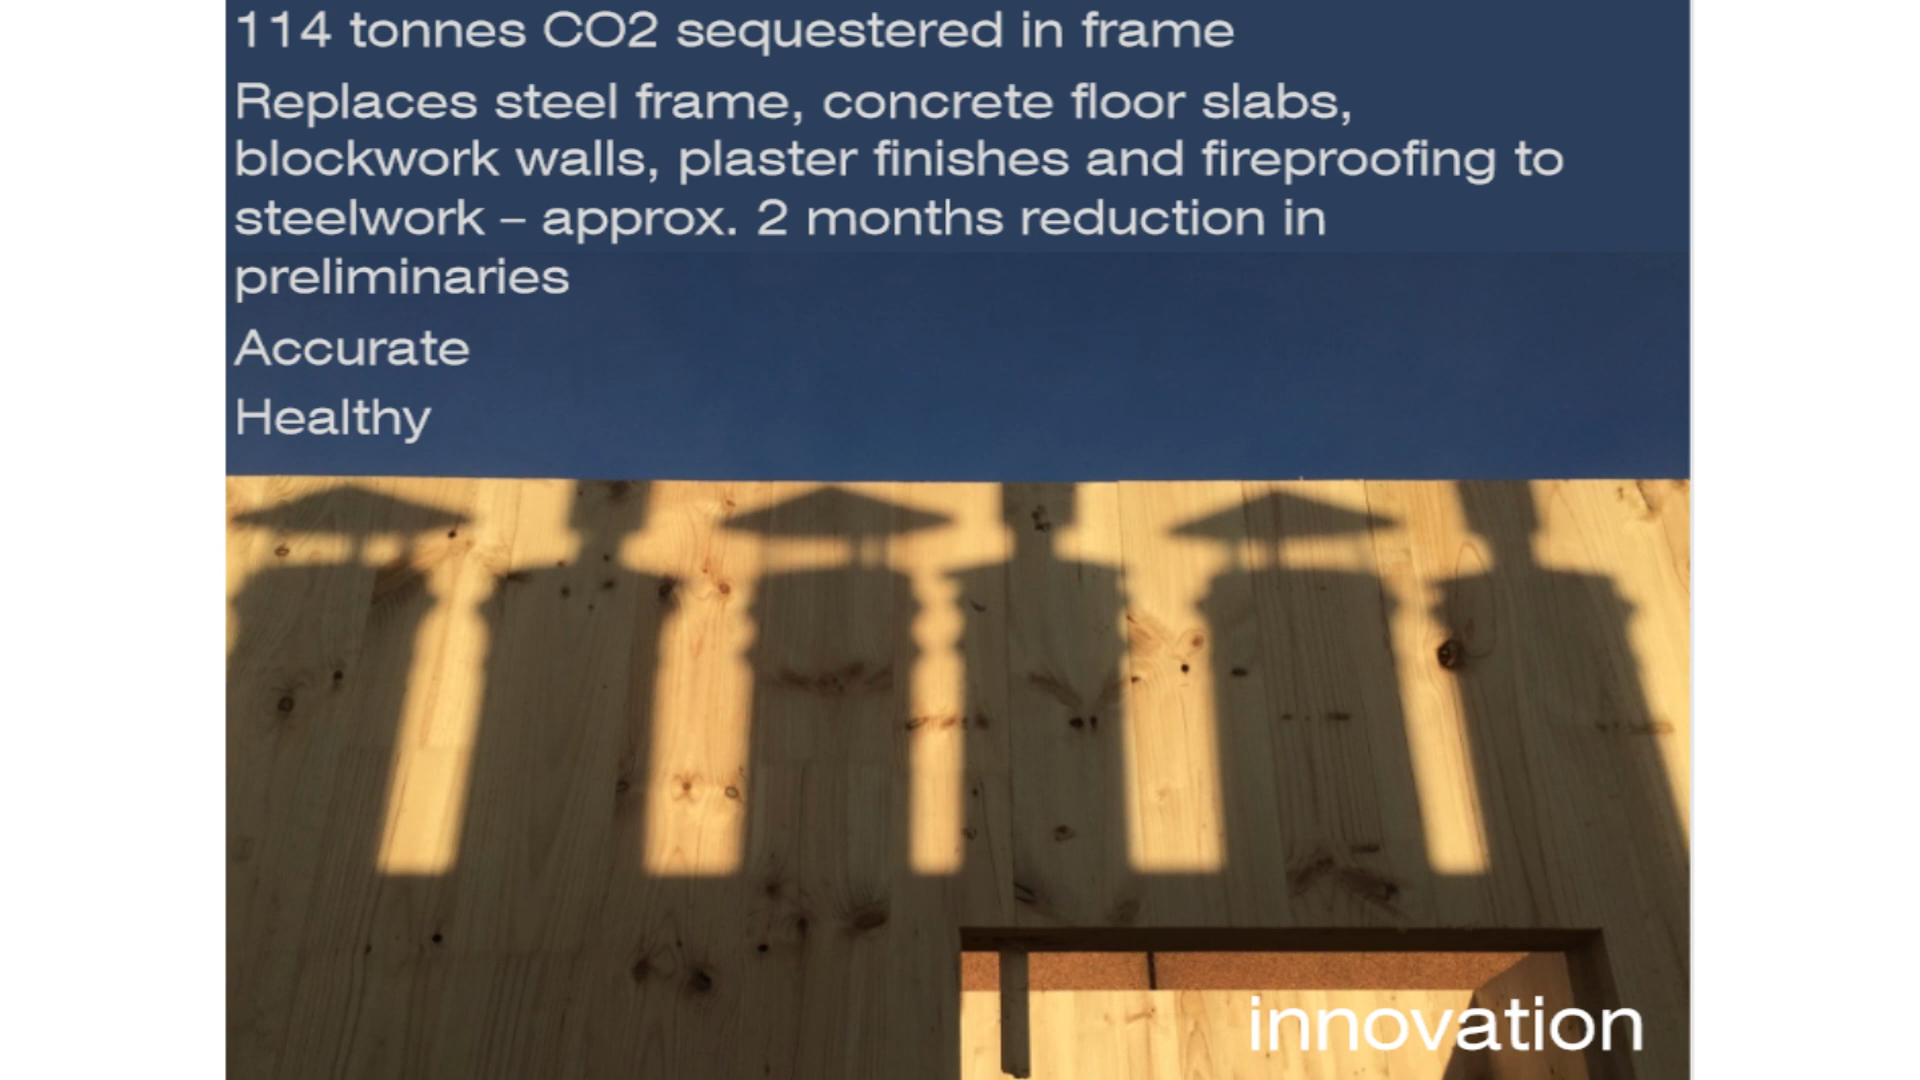 114 tonnes CO2 sequestered in frame
Replaces steel frame, concrete floor slabs,
blockwork walls, plaster finishes and fireproofing to
steelwork – approx. 2 months reduction in
preliminaries
Accurate
Healthy
innovation